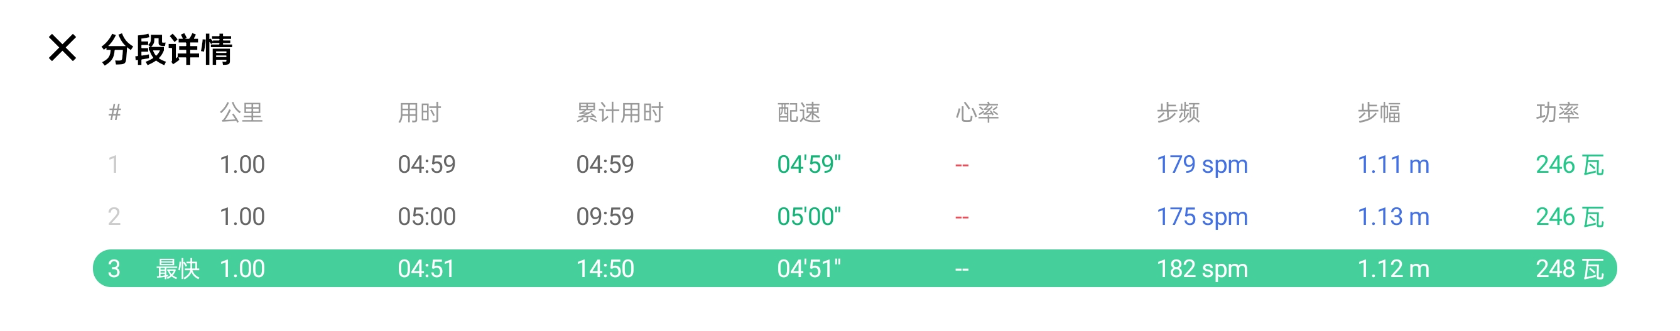 分段详情
# 公里 用时 累计用时 配速 心率 步频 步幅 功率
1 1.00 04:59 04:59 04'59" -- 179 spm 1.11 m 246 瓦
2 1.00 05:00 09:59 05'00" -- 175 spm 1.13 m 246 瓦
3 最快 1.00 04:51 14:50 04'51" -- 182 spm 1.12 m 248 瓦